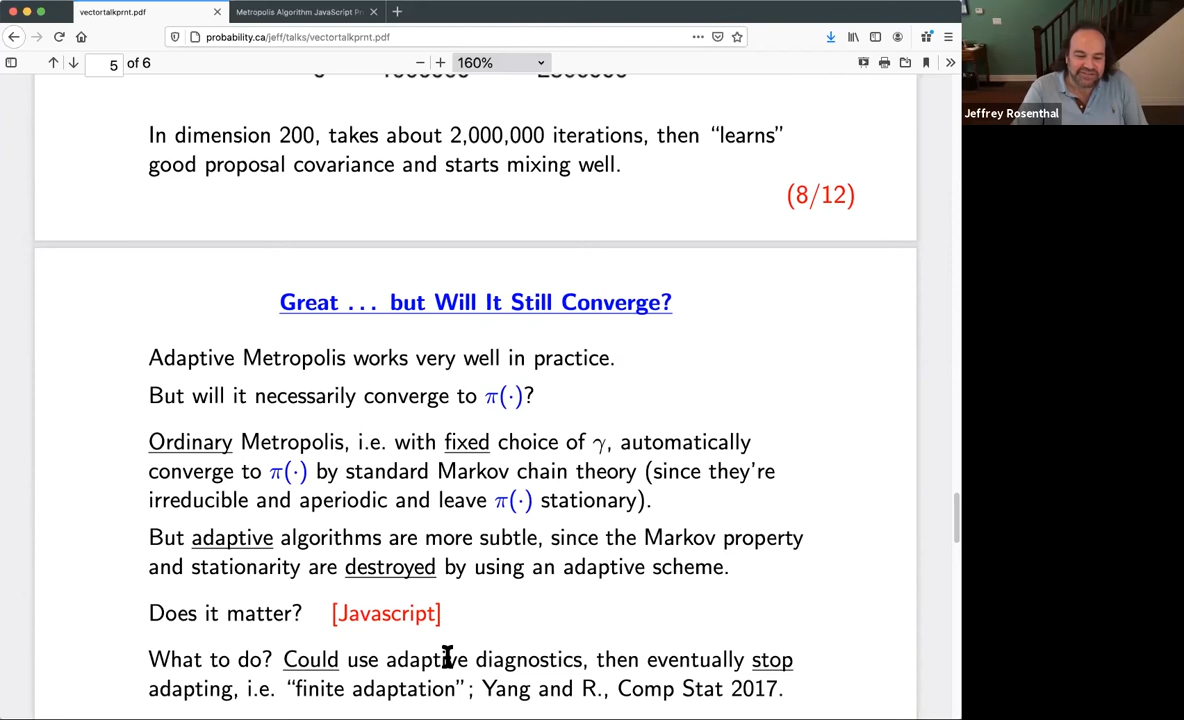 vectortalkprnt.pdf
Metropolis Algorithm JavaScript Pr
probability.ca/jeff/talks/vectortalkprnt.pdf
5 of 6
160%
In dimension 200, takes about 2,000,000 iterations, then “learns”
good proposal covariance and starts mixing well.
(8/12)
Great . . . but Will It Still Converge?
Adaptive Metropolis works very well in practice.
But will it necessarily converge to π(·)?
Ordinary Metropolis, i.e. with fixed choice of γ, automatically
converge to π(·) by standard Markov chain theory (since they’re
irreducible and aperiodic and leave π(·) stationary).
But adaptive algorithms are more subtle, since the Markov property
and stationarity are destroyed by using an adaptive scheme.
Does it matter? [Javascript]
What to do? Could use adaptive diagnostics, then eventually stop
adapting, i.e. “finite adaptation”; Yang and R., Comp Stat 2017.
Jeffrey Rosenthal